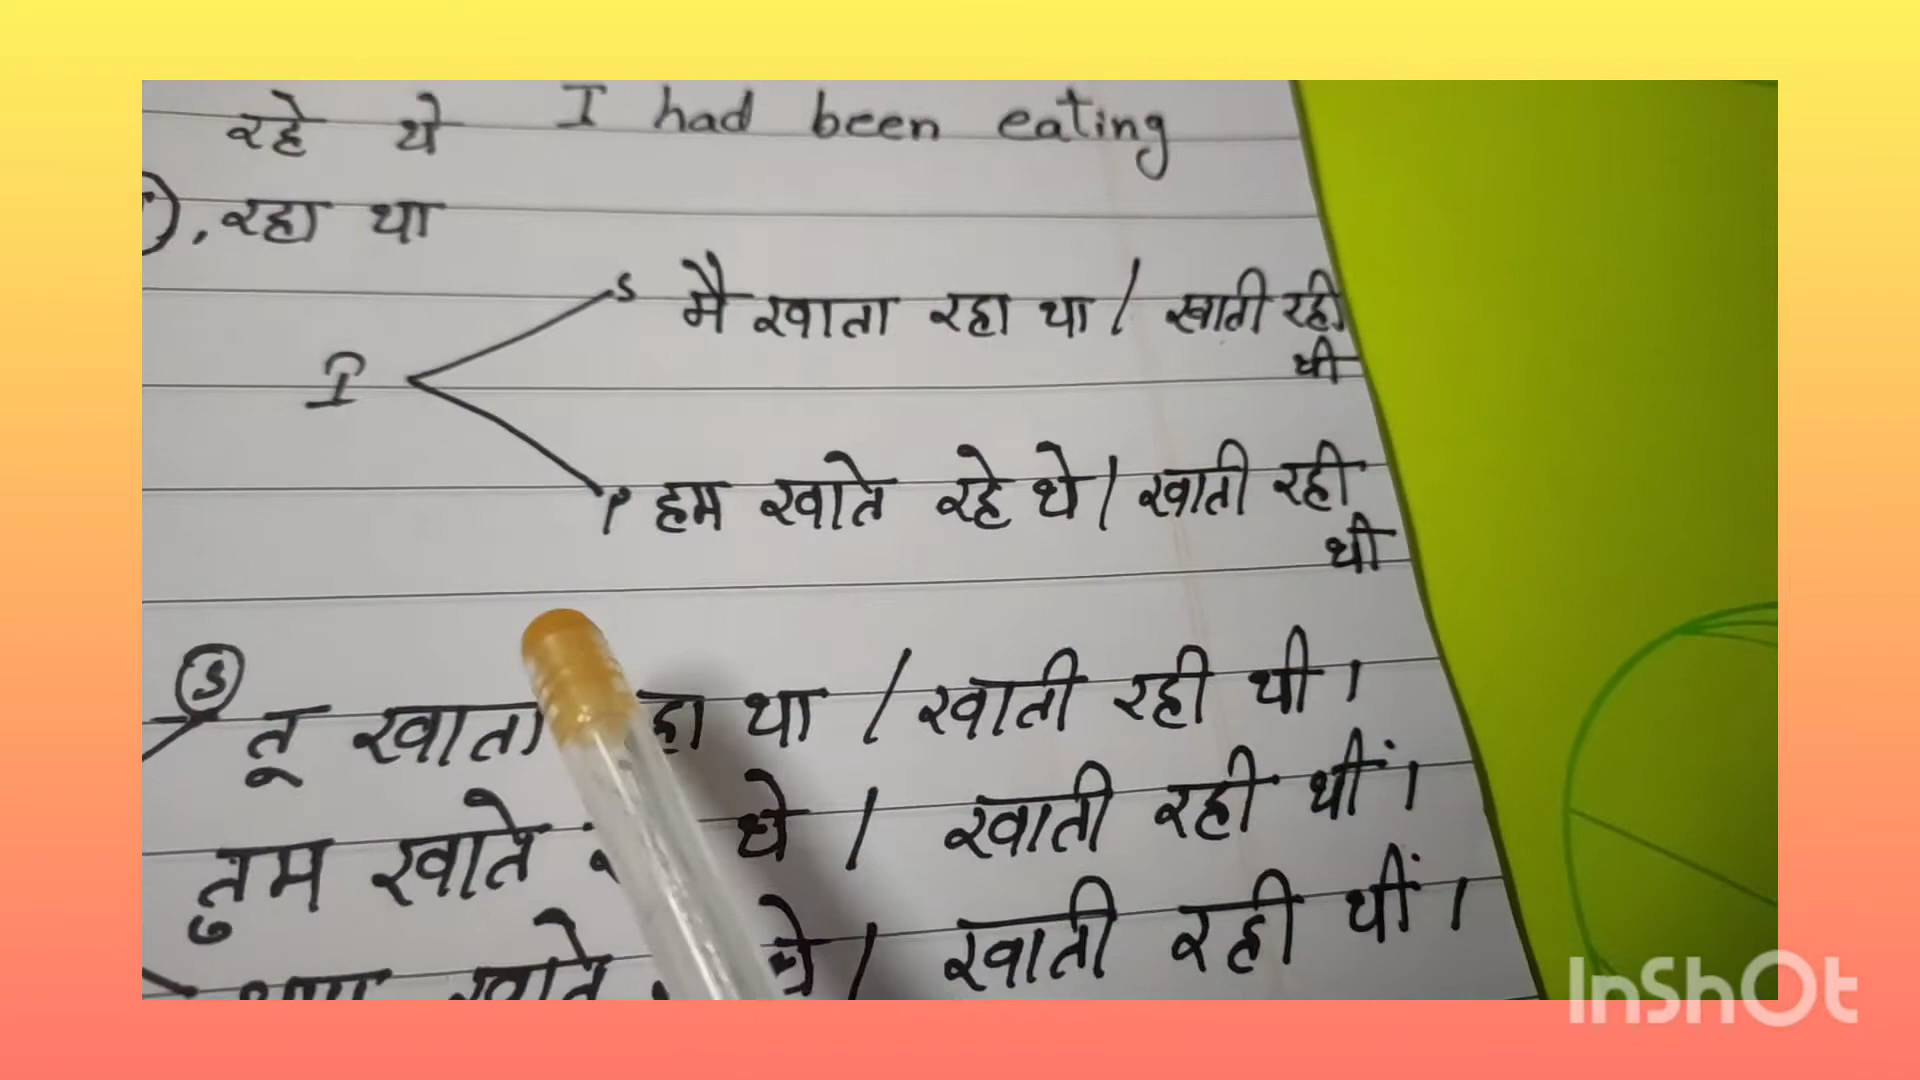 रहे थे I had been eating
रहा था
S मै खाता रहा था / खाती रही
थी
I
P हम खाते रहे थे / खाती रही
थी
S
तू खाता था / खाती रही थी ।
तुम खाते थे / खाती रही थीं ।
खाते / खाती रही थीं ।
InShOt